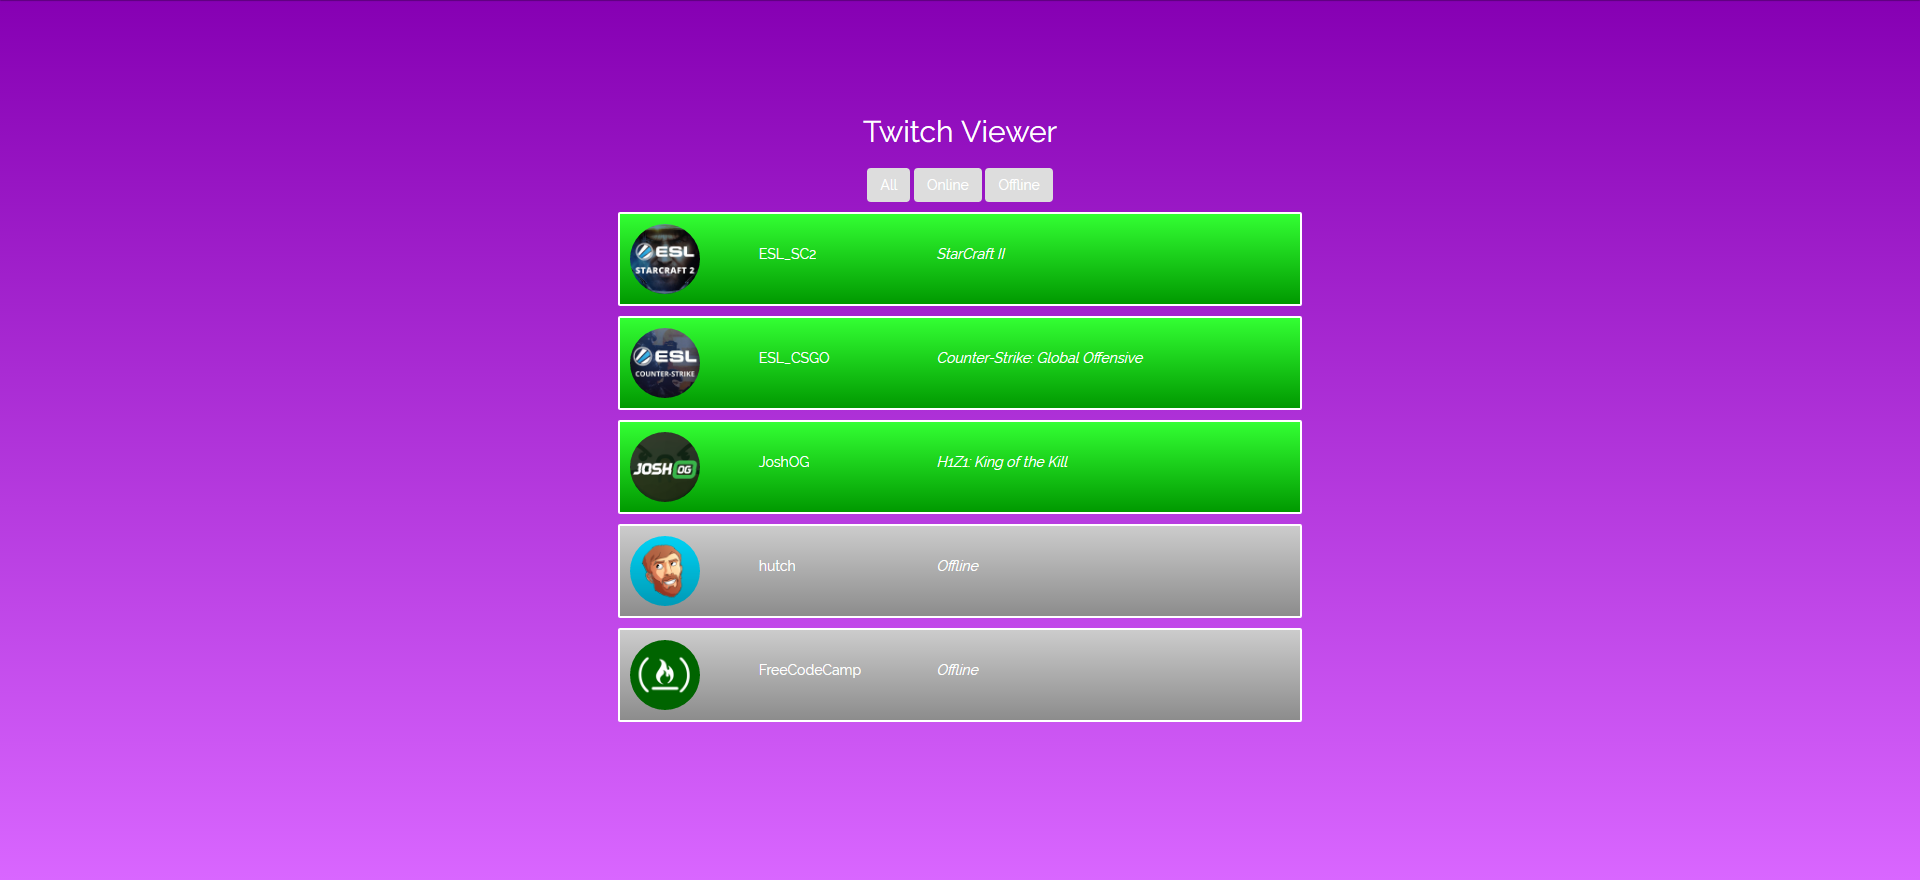 Twitch Viewer
All Online Offline
ESL STARCRAFT 2 ESL_SC2 StarCraft II
ESL COUNTER-STRIKE ESL_CSGO Counter-Strike: Global Offensive
JOSH OG JoshOG H1Z1: King of the Kill
hutch Offline
FreeCodeCamp Offline